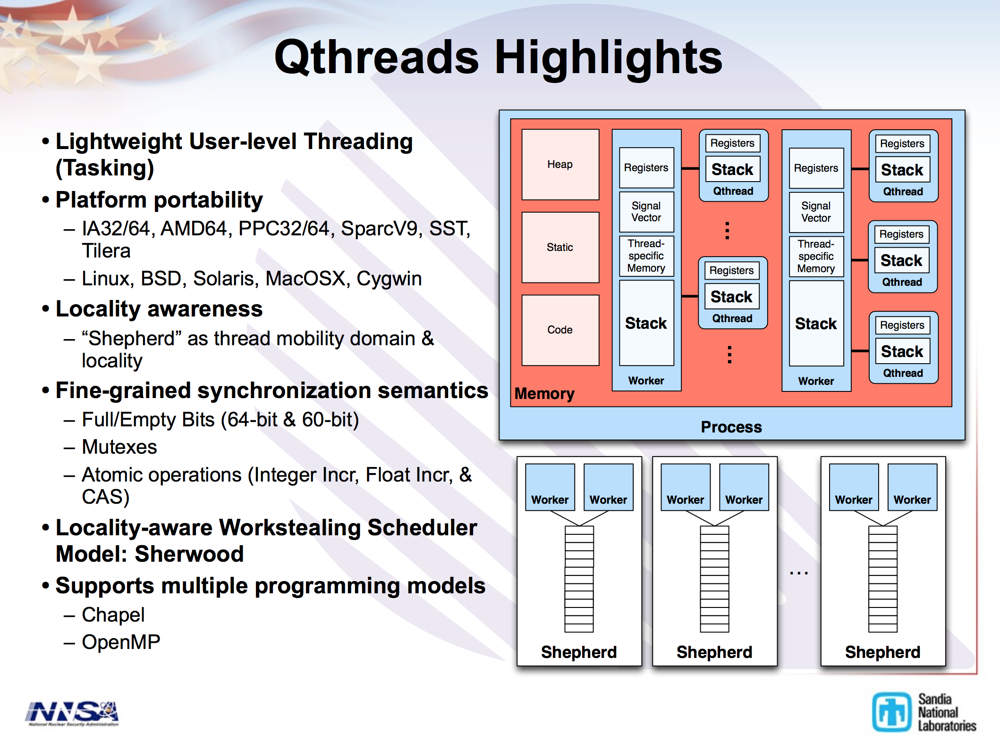 Qthreads Highlights
• Lightweight User-level Threading
(Tasking)
• Platform portability
– IA32/64, AMD64, PPC32/64, SparcV9, SST,
Tilera
– Linux, BSD, Solaris, MacOSX, Cygwin
• Locality awareness
– “Shepherd” as thread mobility domain &
locality
• Fine-grained synchronization semantics
– Full/Empty Bits (64-bit & 60-bit)
– Mutexes
– Atomic operations (Integer Incr, Float Incr, &
CAS)
• Locality-aware Workstealing Scheduler
Model: Sherwood
• Supports multiple programming models
– Chapel
– OpenMP
Heap
Static
Code
Memory
Registers
Signal
Vector
Thread-
specific
Memory
Stack
Worker
Registers
Stack
Qthread
⋮
Registers
Stack
Qthread
⋮
Registers
Signal
Vector
Thread-
specific
Memory
Stack
Worker
Registers
Stack
Qthread
Registers
Stack
Qthread
Registers
Stack
Qthread
Process
Worker Worker
Shepherd
Worker Worker
Shepherd
...
Worker Worker
Shepherd
NNSA
National Nuclear Security Administration
Sandia
National
Laboratories